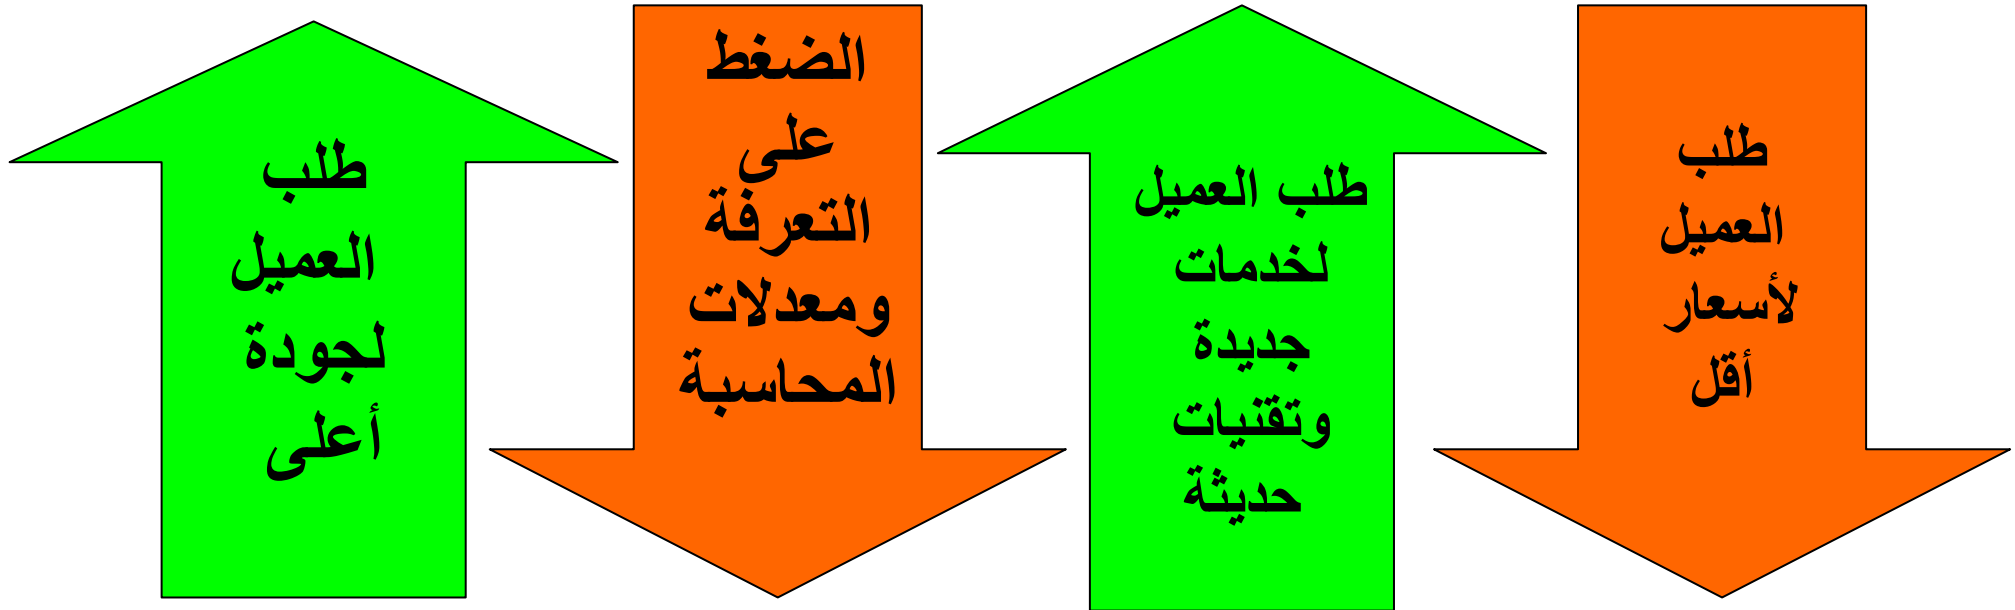 طلب
العميل
لأسعار
أقل
طلب العميل
لخدمات
جديدة
وتقنيات
حديثة
الضغط
على
التعرفة
ومعدلات
المحاسبة
طلب
العميل
لجودة
أعلى